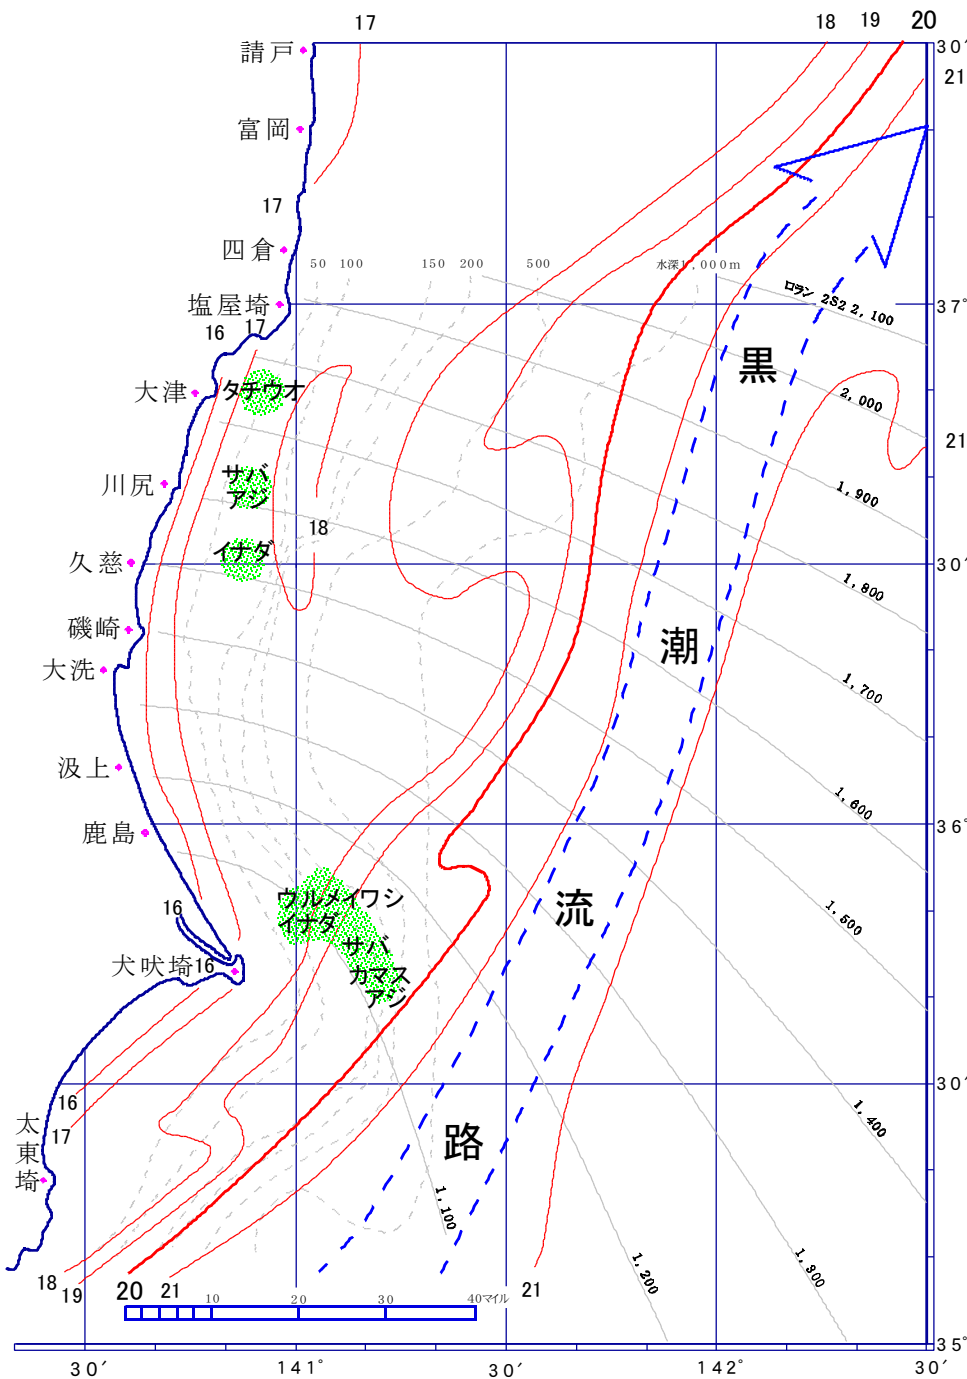 17
18
19
20
30′
21
請戸
富岡
17
四倉
50
100
150
200
500
水深1,000m
塩屋埼
ロラン 2S2 2,100
37°
16
17
黒
大津
タチウオ
2,000
21
川尻
サバ
アジ
1,900
18
久慈
イナダ
30′
1,800
磯崎
潮
大洗
1,700
汲上
1,600
鹿島
36°
ウルメイワシ
イナダ
16
流
1,500
サバ
犬吠埼
16
カマス
アジ
30′
16
17
1,400
太東埼
路
1,100
1,200
1,300
18
19
20
21
21
10
20
30
40マイル
35°
30′
141°
30′
142°
30′